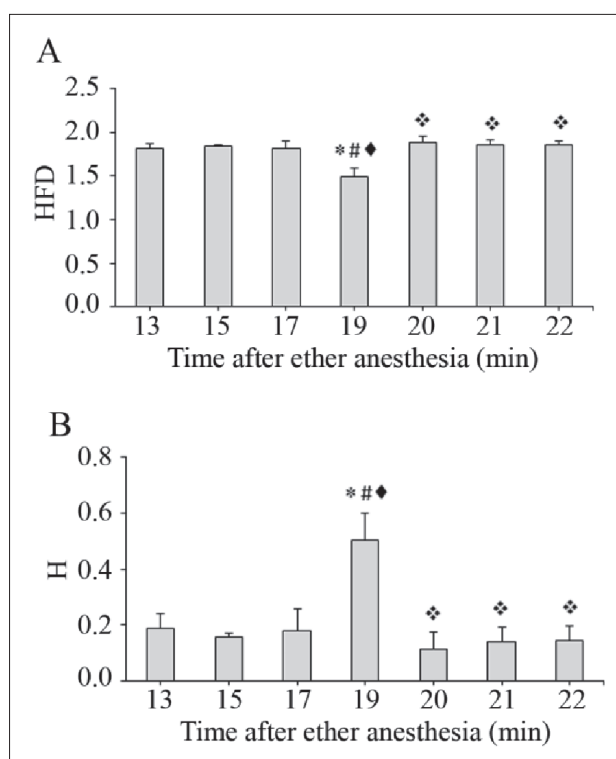 A
HFD
2.5
2.0
1.5
1.0
0.5
0.0
*#♦
❖
❖
❖
13 15 17 19 20 21 22
Time after ether anesthesia (min)
B
H
0.8
0.6
0.4
0.2
0.0
*#♦
❖
❖
❖
13 15 17 19 20 21 22
Time after ether anesthesia (min)